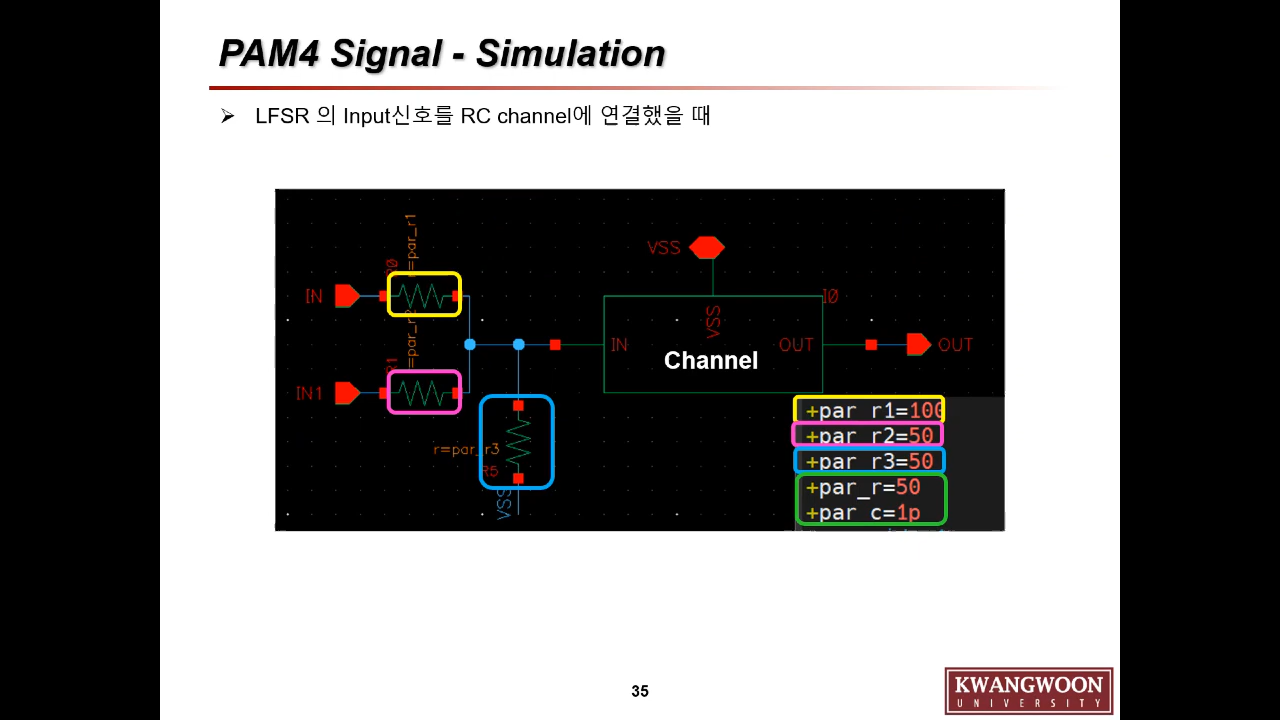 PAM4 Signal - Simulation
➢ LFSR 의 Input신호를 RC channel에 연결했을 때
r=par_r1
VSS
IN
I0
VSS
IN
OUT
OUT
Channel
R1
IN1
r=par_r3
R5
VSS
+par_r1=100
+par_r2=50
+par_r3=50
+par_r=50
+par_c=1p
35
KWANGWOON
UNIVERSITY